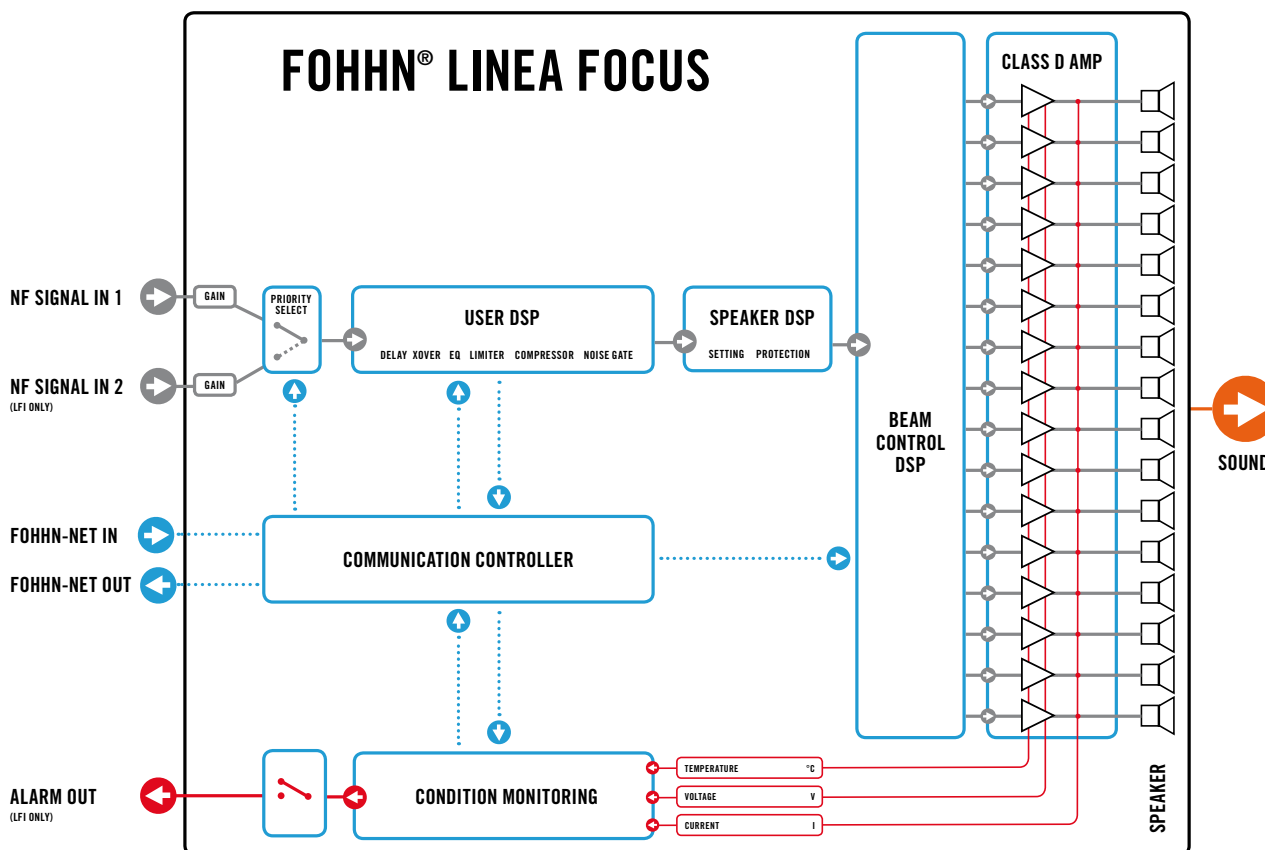 FOHHN® LINEA FOCUS
CLASS D AMP
NF SIGNAL IN 1
GAIN
PRIORITY
SELECT
USER DSP
DELAY XOVER EQ LIMITER COMPRESSOR NOISE GATE
SPEAKER DSP
SETTING PROTECTION
NF SIGNAL IN 2
(LFI ONLY)
GAIN
BEAM
CONTROL
DSP
SOUND
FOHHN-NET IN
FOHHN-NET OUT
COMMUNICATION CONTROLLER
ALARM OUT
(LFI ONLY)
CONDITION MONITORING
TEMPERATURE °C
VOLTAGE V
CURRENT I
SPEAKER